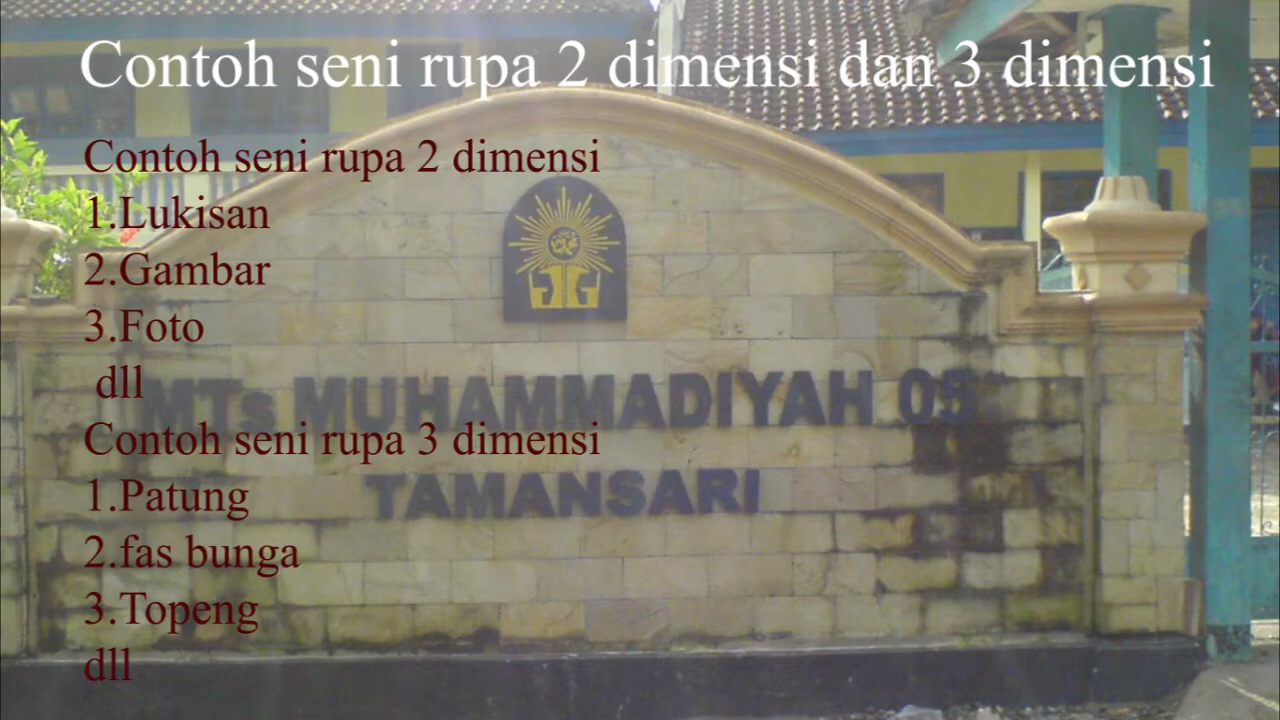 Contoh seni rupa 2 dimensi dan 3 dimensi
Contoh seni rupa 2 dimensi
1.Lukisan
2.Gambar
3.Foto
dll
Contoh seni rupa 3 dimensi
1.Patung
2.fas bunga
3.Topeng
dll
MTs MUHAMMADIYAH 05
TAMANSARI